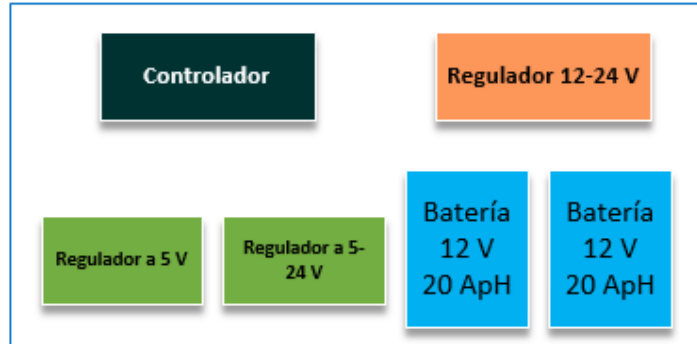 Controlador
Regulador 12-24 V
Regulador a 5 V
Regulador a 5-
24 V
Batería
12 V
20 ApH
Batería
12 V
20 ApH